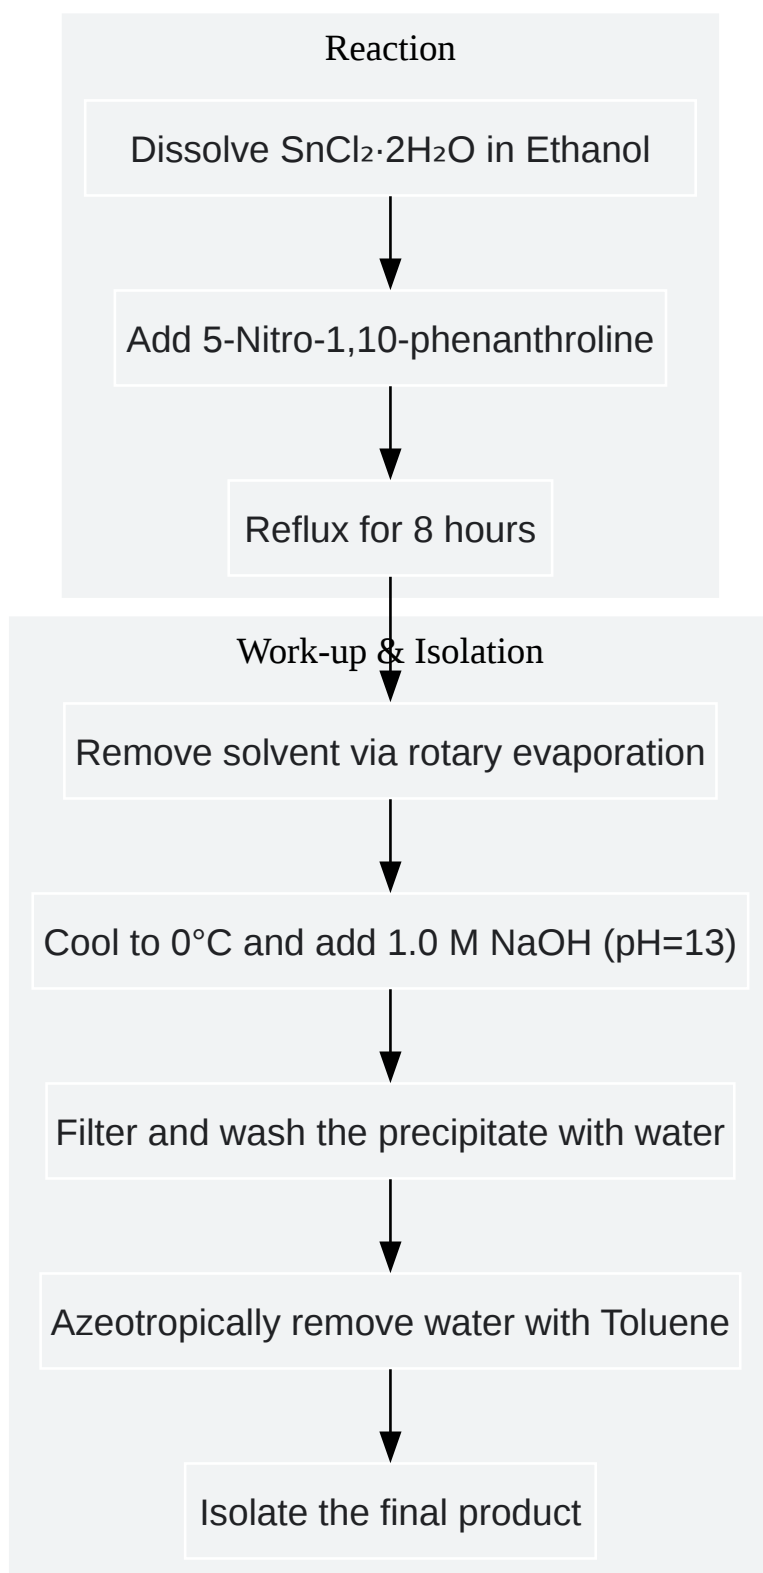 Reaction
Dissolve SnCl₂·2H₂O in Ethanol
Add 5-Nitro-1,10-phenanthroline
Reflux for 8 hours
Work-up & Isolation
Remove solvent via rotary evaporation
Cool to 0°C and add 1.0 M NaOH (pH=13)
Filter and wash the precipitate with water
Azeotropically remove water with Toluene
Isolate the final product